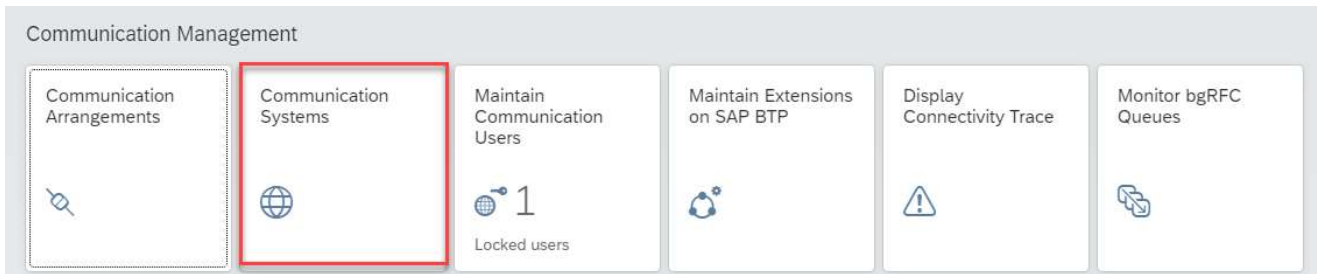 Communication Management
Communication
Arrangements
Communication
Systems
Maintain
Communication
Users
1
Locked users
Maintain Extensions
on SAP BTP
Display
Connectivity Trace
Monitor bgRFC
Queues